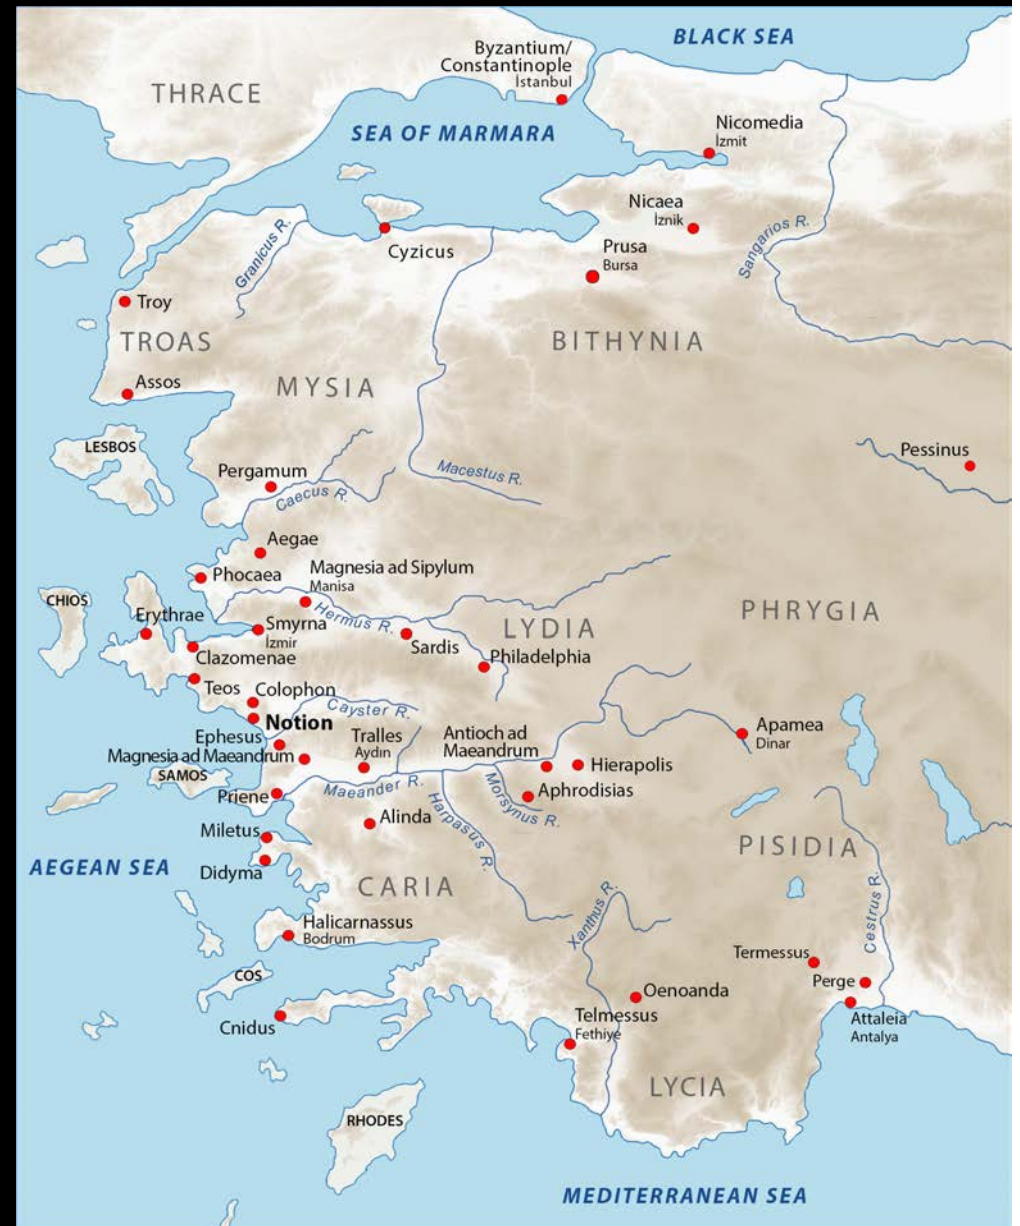 BLACK SEA
Byzantium/
Constantinople
İstanbul
THRACE
SEA OF MARMARA
Nicomedia
İzmit
Nicaea
İznik
Sangarios R.
Granicus R.
Cyzicus
Prusa
Bursa
Troy
TROAS
BITHYNIA
Assos
MYSIA
LESBOS
Pessinus
Pergamum
Macestus R.
Caecus R.
Aegae
Phocaea
Magnesia ad Sipylum
Manisa
CHIOS
Erythrae
Hermus R.
PHRYGIA
Smyrna
İzmir
LYDIA
Sardis
Clazomenae
Philadelphia
Teos
Colophon
Cayster R.
Notion
Apamea
Dinar
Ephesus
Tralles
Aydın
Antioch ad
Maeandrum
Magnesia ad Maeandrum
Hierapolis
SAMOS
Priene
Maeander R.
Harpasus R.
Morsynus R.
Aphrodisias
Alinda
Miletus
PISIDIA
AEGEAN SEA
Didyma
CARIA
Cestrus R.
Xanthus R.
Halicarnassus
Bodrum
Termessus
COS
Perge
Oenoanda
Cnidus
Telmessus
Fethiye
Attaleia
Antalya
LYCIA
RHODES
MEDITERRANEAN SEA